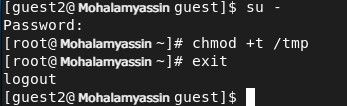 [guest2@Mohalamyassin guest]$ su -
Password:
[root@Mohalamyassin ~]# chmod +t /tmp
[root@Mohalamyassin ~]# exit
logout
[guest2@Mohalamyassin guest]$